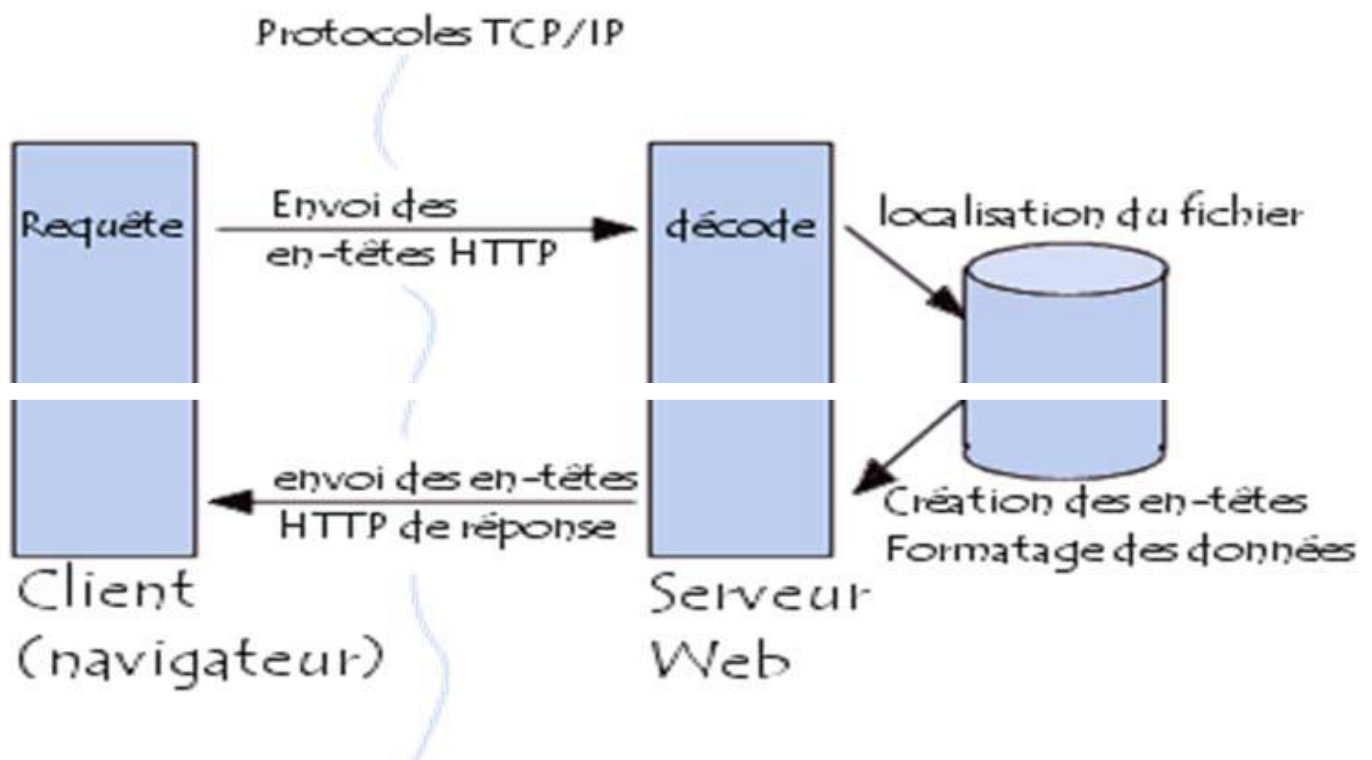 Protocoles TCP/IP
Requête
Envoi des
en-têtes HTTP
décode
localisation du fichier
envoi des en-têtes
HTTP de réponse
Création des en-têtes
Formatage des données
Client
(navigateur)
Serveur
Web